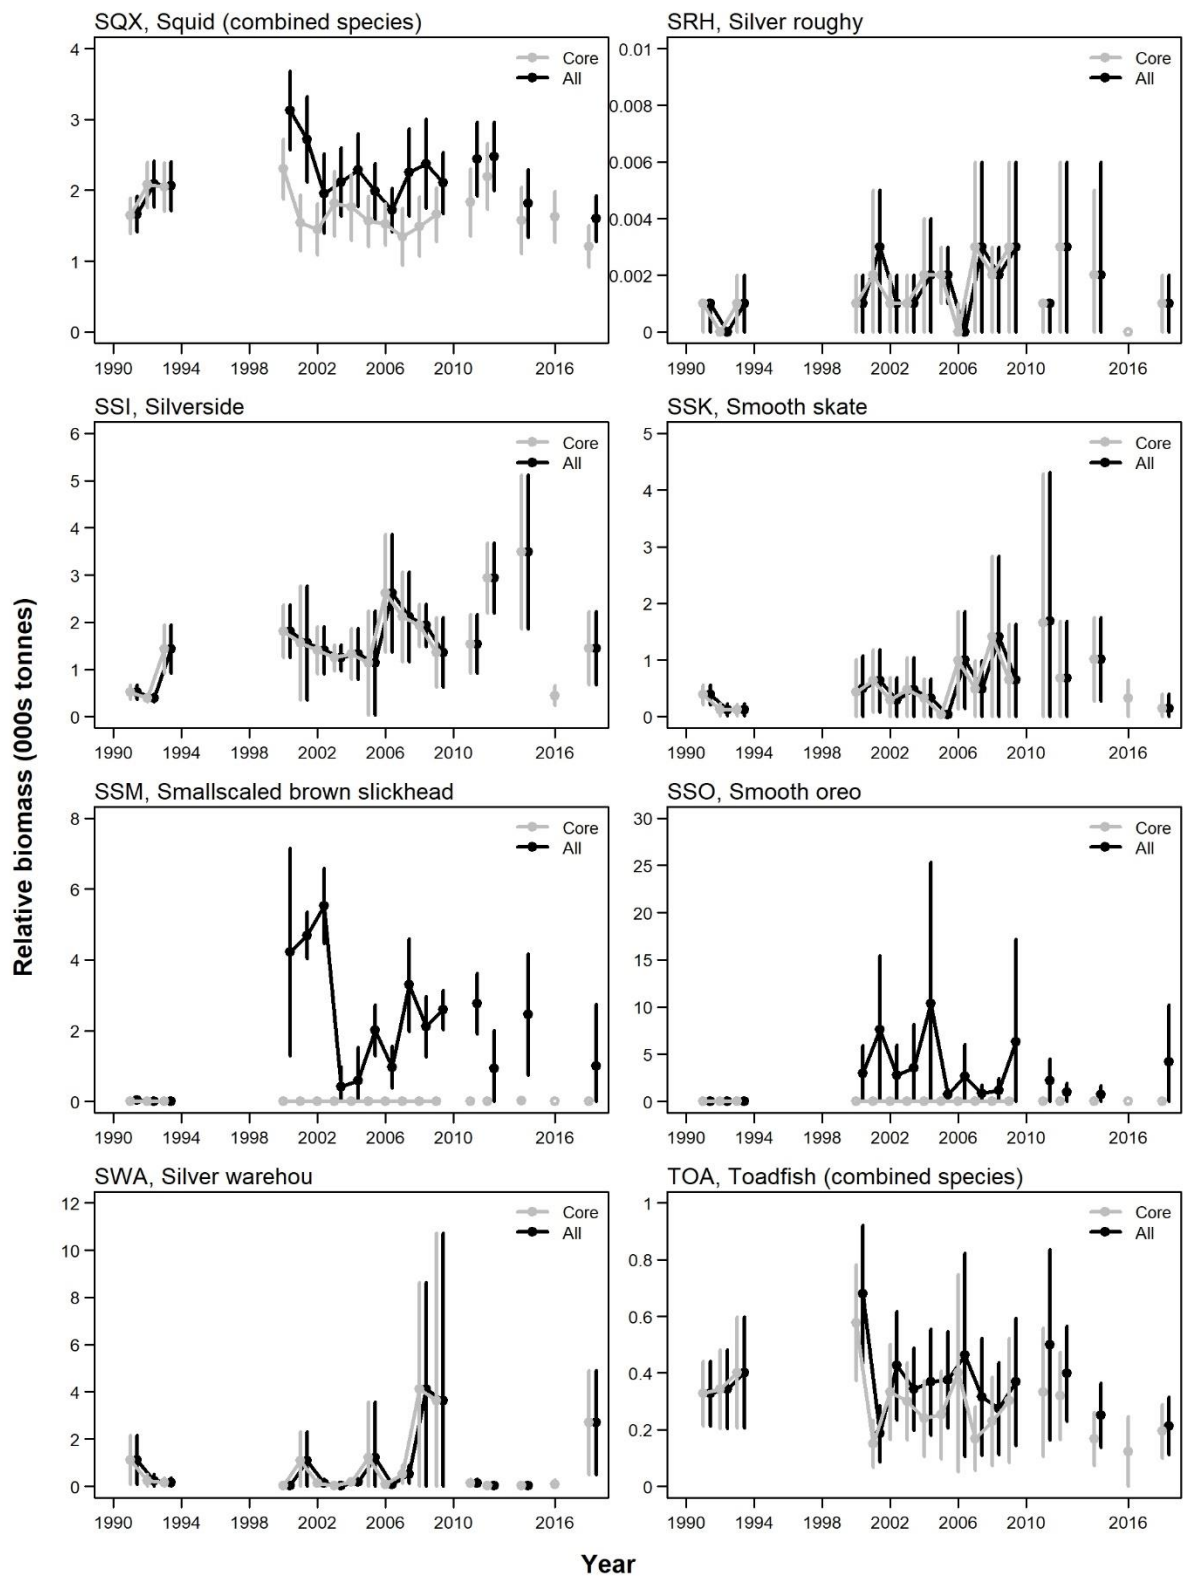 SQX, Squid (combined species)
4
3
2
1
0
Core
All
1990 1994 1998 2002 2006 2010 2016
SRH, Silver roughy
0.01
0.008
0.006
0.004
0.002
0
Core
All
1990 1994 1998 2002 2006 2010 2016
SSI, Silverside
6
5
4
3
2
1
0
Core
All
1990 1994 1998 2002 2006 2010 2016
SSK, Smooth skate
5
4
3
2
1
0
Core
All
1990 1994 1998 2002 2006 2010 2016
Relative biomass (000s tonnes)
SSM, Smallscaled brown slickhead
8
6
4
2
0
Core
All
1990 1994 1998 2002 2006 2010 2016
SSO, Smooth oreo
30
25
20
15
10
5
0
Core
All
1990 1994 1998 2002 2006 2010 2016
SWA, Silver warehou
12
10
8
6
4
2
0
Core
All
1990 1994 1998 2002 2006 2010 2016
TOA, Toadfish (combined species)
1
0.8
0.6
0.4
0.2
0
Core
All
1990 1994 1998 2002 2006 2010 2016
Year